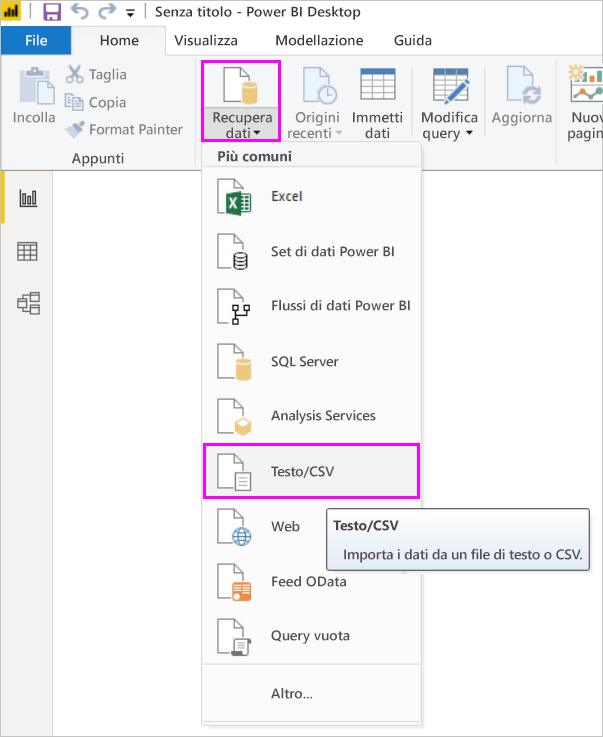 Senza titolo - Power BI Desktop
File Home Visualizza Modellazione Guida
Taglia
Copia
Format Painter
Incolla
Appunti
Recupera
dati
Origini
recenti
Immetti
dati
Modifica
query
Aggiorna
Nuov
pagin
Più comuni
Excel
Set di dati Power BI
Flussi di dati Power BI
SQL Server
Analysis Services
Testo/CSV
Web
Testo/CSV
Importa i dati da un file di testo o CSV.
Feed OData
Query vuota
Altro...